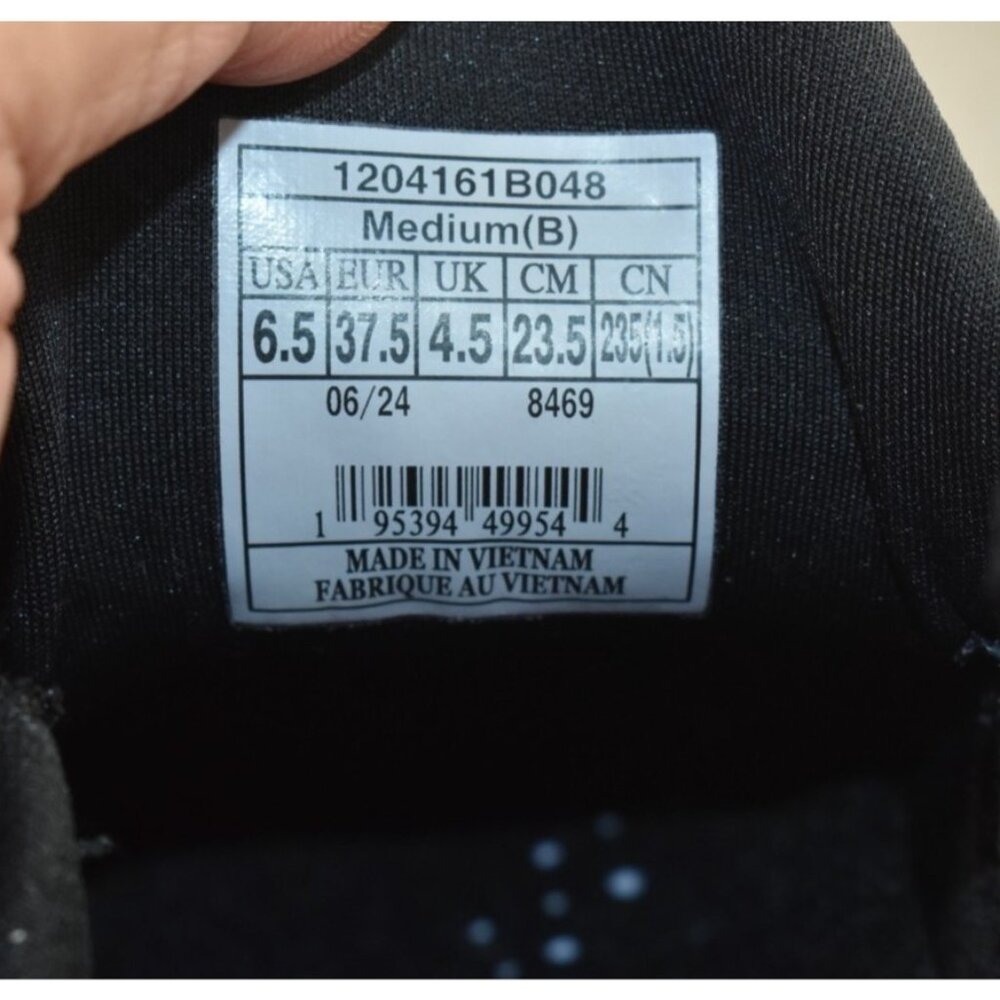 1204161B048
Medium(B)
USA EUR UK CM CN
6.5 37.5 4.5 23.5 235(1.5)
06/24 8469
1 95394 49954 4
MADE IN VIETNAM
FABRIQUE AU VIETNAM